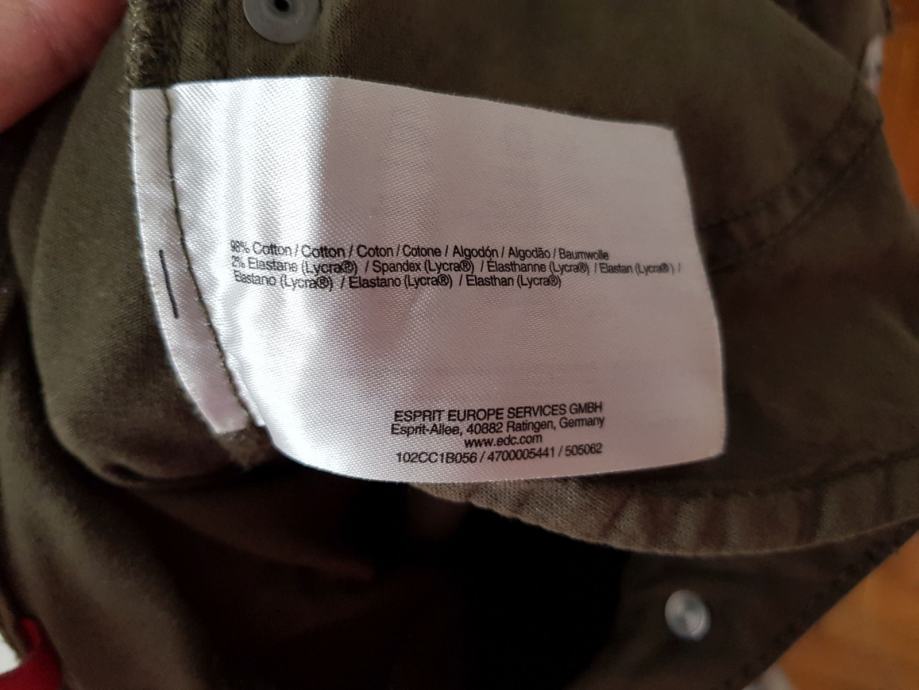 98% Cotton / Cotton / Coton / Cotone / Algodón / Algodão / Baumwolle
2% Elastane (Lycra®) / Spandex (Lycra®) / Elasthanne (Lycra®) / Elastan (Lycra®) /
Elastano (Lycra®) / Elastano (Lycra®) / Elasthan (Lycra®)
ESPRIT EUROPE SERVICES GMBH
Esprit-Allee, 40882 Ratingen, Germany
www.edc.com
102CC1B056 / 4700005441 / 505062